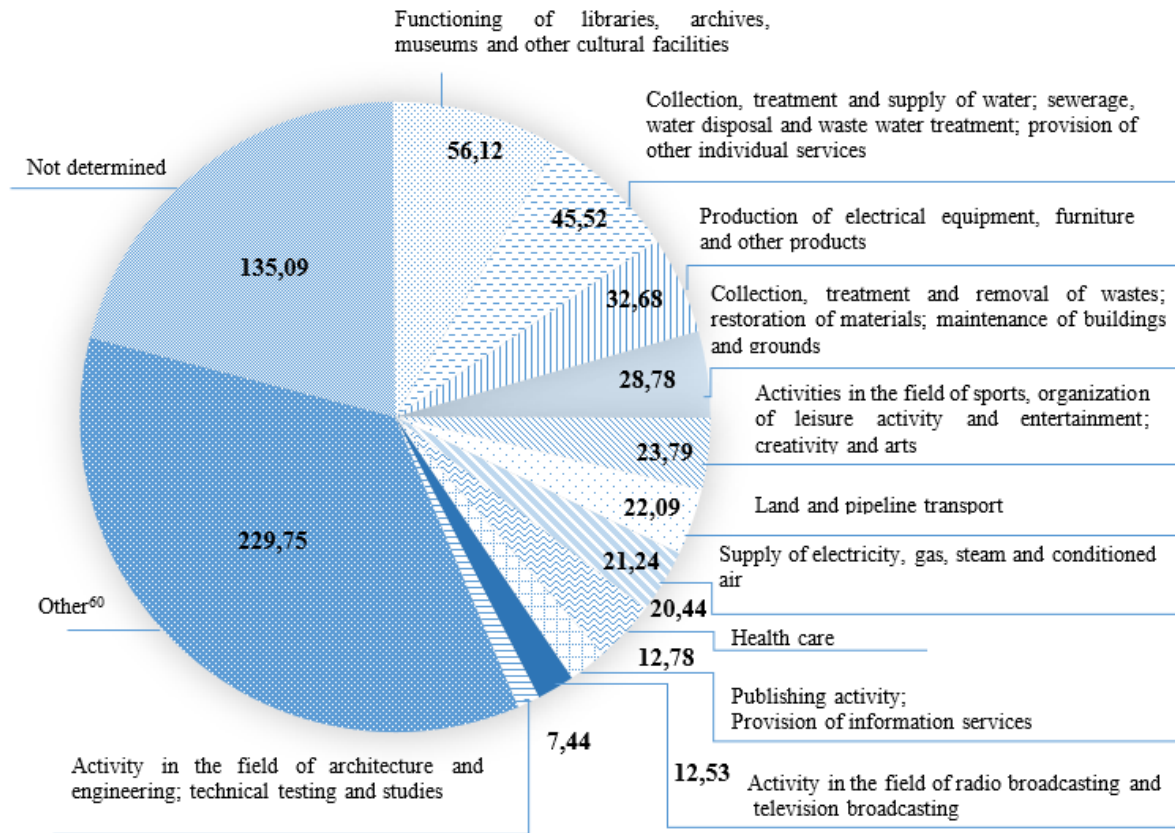 Functioning of libraries, archives,
museums and other cultural facilities
56,12
Collection, treatment and supply of water; sewerage,
water disposal and waste water treatment; provision of
other individual services
45,52
Production of electrical equipment, furniture
and other products
32,68
Collection, treatment and removal of wastes;
restoration of materials; maintenance of buildings
and grounds
28,78
Activities in the field of sports, organization
of leisure activity and entertainment;
creativity and arts
23,79
Land and pipeline transport
22,09
Supply of electricity, gas, steam and conditioned
air
21,24
Health care
20,44
Publishing activity;
Provision of information services
12,78
Activity in the field of radio broadcasting and
television broadcasting
12,53
Activity in the field of architecture and
engineering; technical testing and studies
7,44
Other⁶⁰
229,75
Not determined
135,09